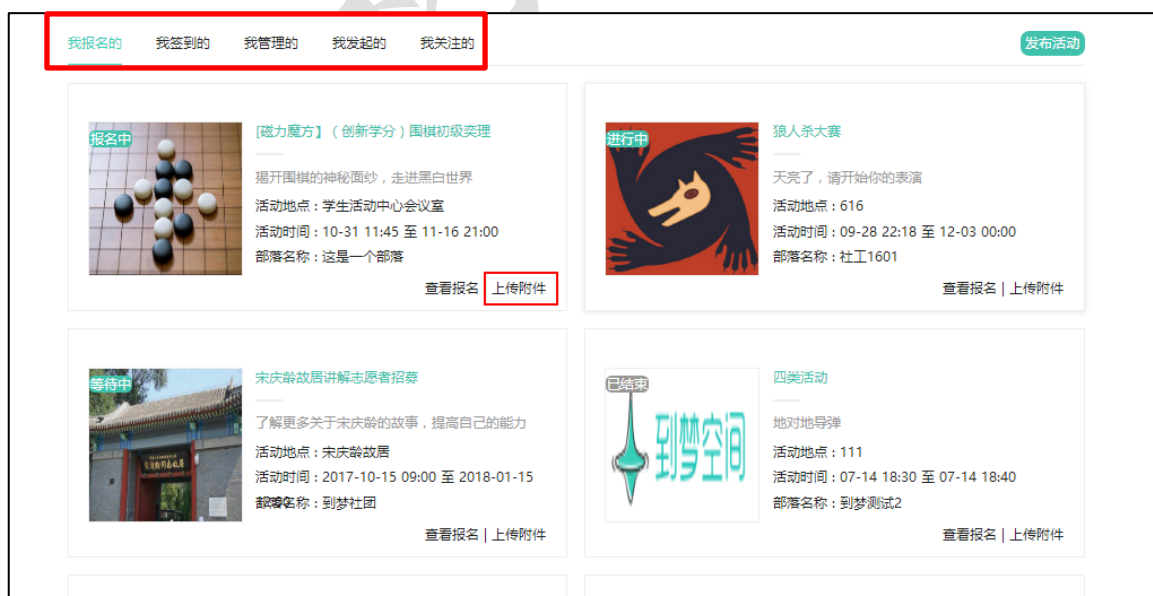 我报名的 我签到的 我管理的 我发起的 我关注的 发布活动
报名中
[磁力魔方】（创新学分）围棋初级奕理
揭开围棋的神秘面纱，走进黑白世界
活动地点：学生活动中心会议室
活动时间：10-31 11:45 至 11-16 21:00
部落名称：这是一个部落
查看报名 上传附件
进行中
狼人杀大赛
天亮了，请开始你的表演
活动地点：616
活动时间：09-28 22:18 至 12-03 00:00
部落名称：社工1601
查看报名 | 上传附件
等待中
宋庆龄故居讲解志愿者招募
了解更多关于宋庆龄的故事，提高自己的能力
活动地点：宋庆龄故居
活动时间：2017-10-15 09:00 至 2018-01-15
部落名称：到梦社团
查看报名 | 上传附件
已结束
到梦空间
四类活动
地对地导弹
活动地点：111
活动时间：07-14 18:30 至 07-14 18:40
部落名称：到梦测试2
查看报名 | 上传附件